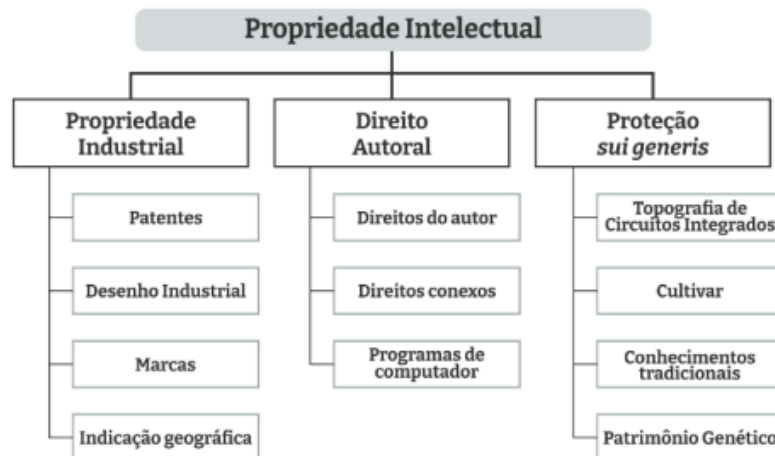 Propriedade Intelectual
Propriedade
Industrial
Patentes
Desenho Industrial
Marcas
Indicação geográfica
Direito
Autoral
Direitos do autor
Direitos conexos
Programas de
computador
Proteção
sui generis
Topografia de
Circuitos Integrados
Cultivar
Conhecimentos
tradicionais
Patrimônio Genético